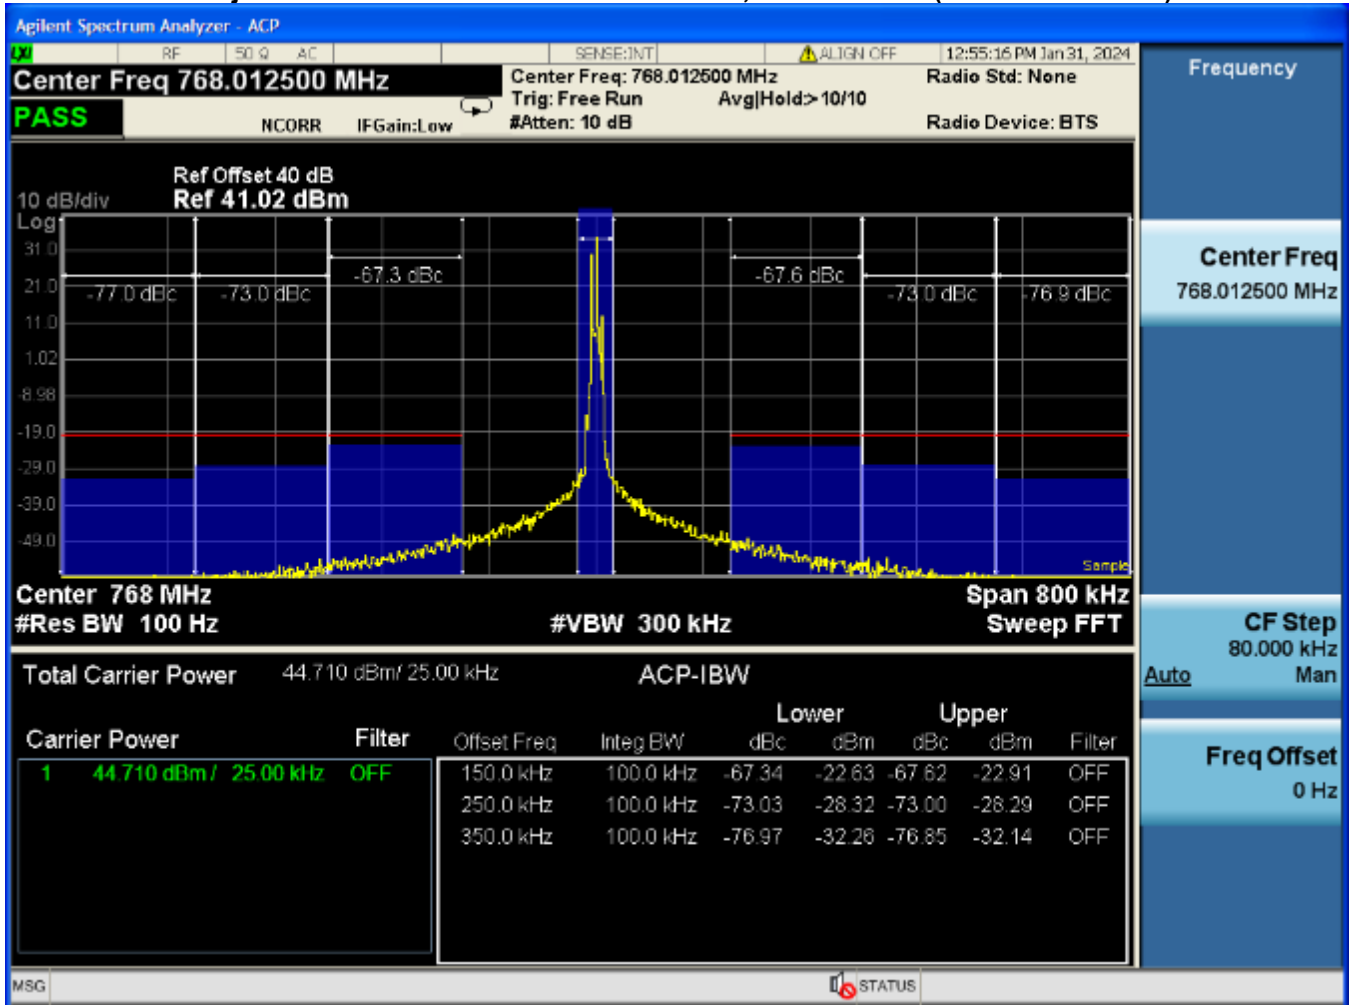 Agilent Spectrum Analyzer - ACP
LXI RF 50 Ω AC SENSE:INT ALIGN OFF 12:55:16 PM Jan 31, 2024
Center Freq 768.012500 MHz
Center Freq: 768.012500 MHz
Radio Std: None
Trig: Free Run Avg|Hold:>10/10
PASS
NCORR IFGain:Low
#Atten: 10 dB
Radio Device: BTS
Ref Offset 40 dB
10 dB/div Ref 41.02 dBm
Log
31.0
21.0
11.0
1.02
-8.98
-19.0
-29.0
-39.0
-49.0
-77.0 dBc -73.0 dBc -67.3 dBc -67.6 dBc -73.0 dBc -76.9 dBc
Sample
Center 768 MHz Span 800 kHz
#Res BW 100 Hz #VBW 300 kHz Sweep FFT
Total Carrier Power 44.710 dBm/ 25.00 kHz ACP-IBW
Lower Upper
Carrier Power Filter
Offset Freq Integ BW dBc dBm dBc dBm Filter
1 44.710 dBm / 25.00 kHz OFF
150.0 kHz 100.0 kHz -67.34 -22.63 -67.62 -22.91 OFF
250.0 kHz 100.0 kHz -73.03 -28.32 -73.00 -28.29 OFF
350.0 kHz 100.0 kHz -76.97 -32.26 -76.85 -32.14 OFF
MSG STATUS
Frequency
Center Freq
768.012500 MHz
CF Step
80.000 kHz
Auto Man
Freq Offset
0 Hz